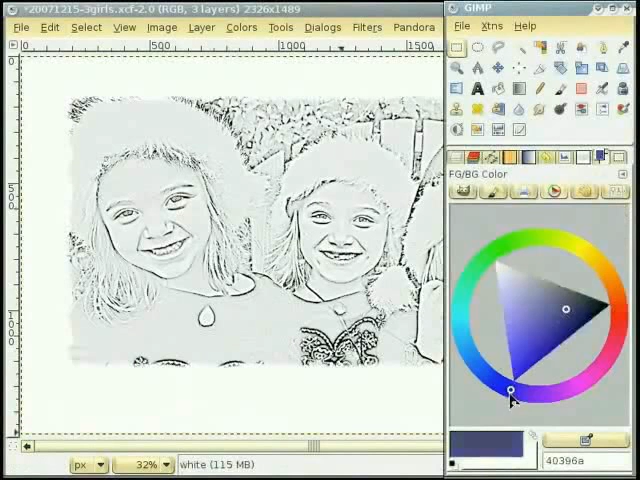 *20071215-3girls.xcf-2.0 (RGB, 3 layers) 2326x1489
GIMP
File Edit Select View Image Layer Colors Tools Dialogs Filters Pandora
File Xtns Help
0 500 1000 1500
FG/BG Color
0
500
1000
px 32% white (115 MB)
40396a